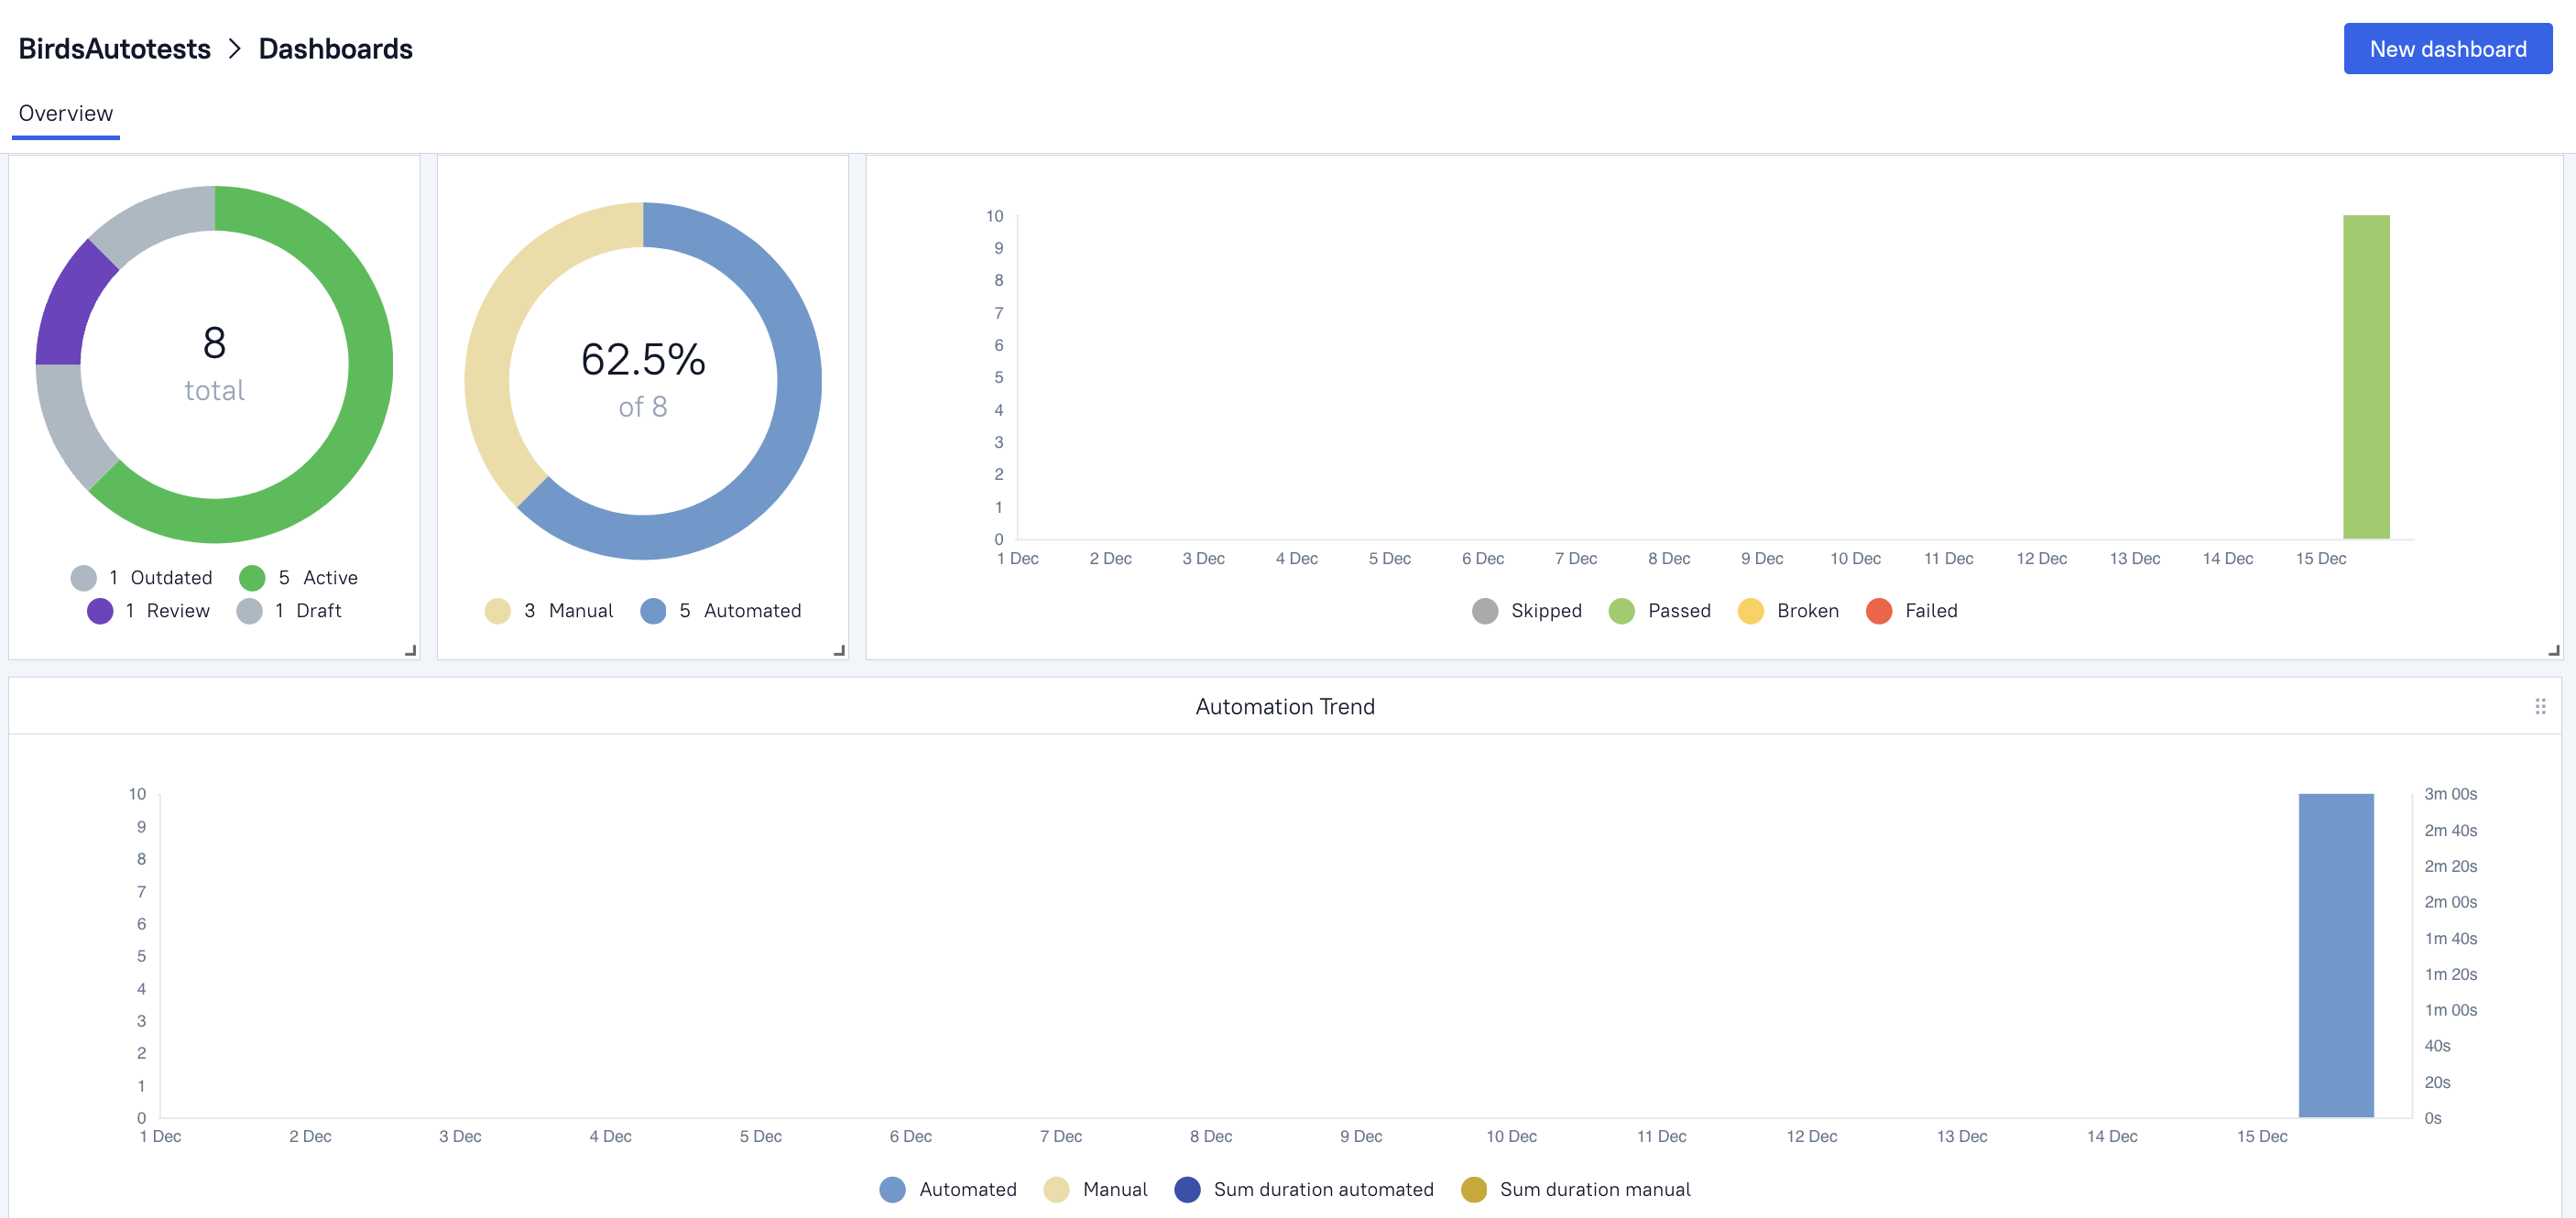 BirdsAutotests > Dashboards
New dashboard
Overview
8
total
1 Outdated 5 Active
1 Review 1 Draft
62.5%
of 8
3 Manual 5 Automated
10
9
8
7
6
5
4
3
2
1
0
1 Dec 2 Dec 3 Dec 4 Dec 5 Dec 6 Dec 7 Dec 8 Dec 9 Dec 10 Dec 11 Dec 12 Dec 13 Dec 14 Dec 15 Dec
Skipped Passed Broken Failed
Automation Trend
10
9
8
7
6
5
4
3
2
1
0
3m 00s
2m 40s
2m 20s
2m 00s
1m 40s
1m 20s
1m 00s
40s
20s
0s
1 Dec 2 Dec 3 Dec 4 Dec 5 Dec 6 Dec 7 Dec 8 Dec 9 Dec 10 Dec 11 Dec 12 Dec 13 Dec 14 Dec 15 Dec
Automated Manual Sum duration automated Sum duration manual